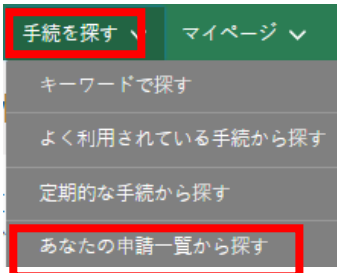 手続を探す マイページ
キーワードで探す
よく利用されている手続から探す
定期的な手続から探す
あなたの申請一覧から探す